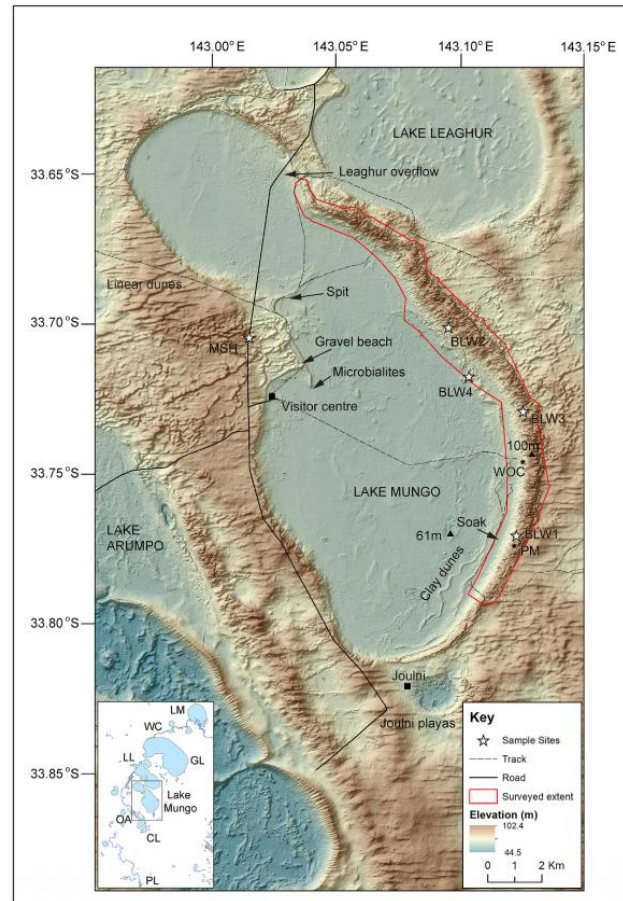 143.00°E
143.05°E
143.10°E
143.15°E
LAKE LEAGHUR
33.65°S
Leaghur overflow
Linear dunes
Spit
33.70°S
MSH
BLW2
Gravel beach
Microbialites
BLW4
Visitor centre
BLW3
100m
33.75°S
WOC
LAKE MUNGO
LAKE
ARUMPO
Soak
61m
BLW1
PM
Clay dunes
33.80°S
Joulni
Joulni playas
33.85°S
LM
WC
LL
GL
Lake
Mungo
OA
CL
PL
Key
Sample Sites
Track
Road
Surveyed extent
Elevation (m)
102.4
44.5
0 1 2 Km